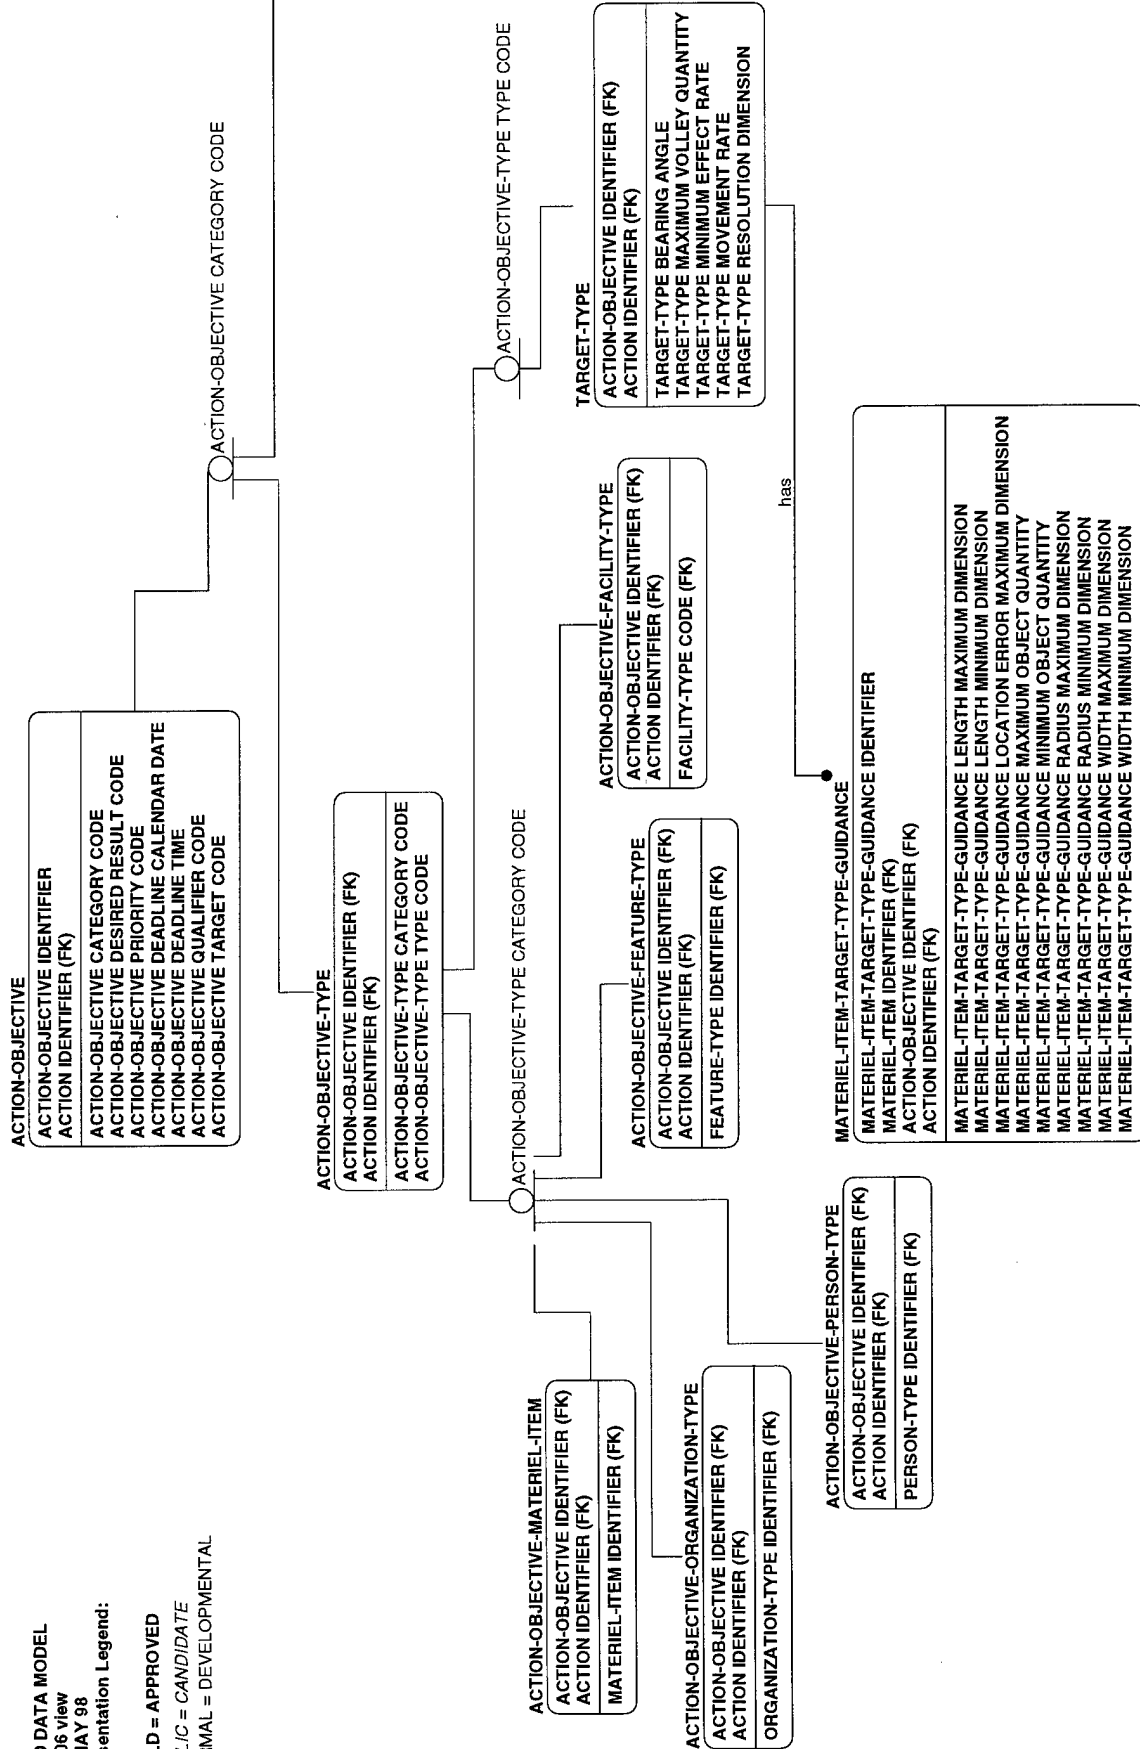 D DATA MODEL
06 view
MAY 98
sentation Legend:
LD = APPROVED
LIC = CANDIDATE
MAL = DEVELOPMENTAL
ACTION-OBJECTIVE
ACTION-OBJECTIVE IDENTIFIER
ACTION IDENTIFIER (FK)
ACTION-OBJECTIVE CATEGORY CODE
ACTION-OBJECTIVE DESIRED RESULT CODE
ACTION-OBJECTIVE PRIORITY CODE
ACTION-OBJECTIVE DEADLINE CALENDAR DATE
ACTION-OBJECTIVE DEADLINE TIME
ACTION-OBJECTIVE QUALIFIER CODE
ACTION-OBJECTIVE TARGET CODE
ACTION-OBJECTIVE CATEGORY CODE
ACTION-OBJECTIVE-TYPE
ACTION-OBJECTIVE IDENTIFIER (FK)
ACTION IDENTIFIER (FK)
ACTION-OBJECTIVE-TYPE CATEGORY CODE
ACTION-OBJECTIVE-TYPE TYPE CODE
ACTION-OBJECTIVE-TYPE CATEGORY CODE
ACTION-OBJECTIVE-TYPE TYPE CODE
ACTION-OBJECTIVE-MATERIEL-ITEM
ACTION-OBJECTIVE IDENTIFIER (FK)
ACTION IDENTIFIER (FK)
MATERIEL-ITEM IDENTIFIER (FK)
ACTION-OBJECTIVE-ORGANIZATION-TYPE
ACTION-OBJECTIVE IDENTIFIER (FK)
ACTION IDENTIFIER (FK)
ORGANIZATION-TYPE IDENTIFIER (FK)
ACTION-OBJECTIVE-PERSON-TYPE
ACTION-OBJECTIVE IDENTIFIER (FK)
ACTION IDENTIFIER (FK)
PERSON-TYPE IDENTIFIER (FK)
ACTION-OBJECTIVE-FEATURE-TYPE
ACTION-OBJECTIVE IDENTIFIER (FK)
ACTION IDENTIFIER (FK)
FEATURE-TYPE IDENTIFIER (FK)
ACTION-OBJECTIVE-FACILITY-TYPE
ACTION-OBJECTIVE IDENTIFIER (FK)
ACTION IDENTIFIER (FK)
FACILITY-TYPE CODE (FK)
TARGET-TYPE
ACTION-OBJECTIVE IDENTIFIER (FK)
ACTION IDENTIFIER (FK)
TARGET-TYPE BEARING ANGLE
TARGET-TYPE MAXIMUM VOLLEY QUANTITY
TARGET-TYPE MINIMUM EFFECT RATE
TARGET-TYPE MOVEMENT RATE
TARGET-TYPE RESOLUTION DIMENSION
has
MATERIEL-ITEM-TARGET-TYPE-GUIDANCE
MATERIEL-ITEM-TARGET-TYPE-GUIDANCE IDENTIFIER
MATERIEL-ITEM IDENTIFIER (FK)
ACTION-OBJECTIVE IDENTIFIER (FK)
ACTION IDENTIFIER (FK)
MATERIEL-ITEM-TARGET-TYPE-GUIDANCE LENGTH MAXIMUM DIMENSION
MATERIEL-ITEM-TARGET-TYPE-GUIDANCE LENGTH MINIMUM DIMENSION
MATERIEL-ITEM-TARGET-TYPE-GUIDANCE LOCATION ERROR MAXIMUM DIMENSION
MATERIEL-ITEM-TARGET-TYPE-GUIDANCE MAXIMUM OBJECT QUANTITY
MATERIEL-ITEM-TARGET-TYPE-GUIDANCE MINIMUM OBJECT QUANTITY
MATERIEL-ITEM-TARGET-TYPE-GUIDANCE RADIUS MAXIMUM DIMENSION
MATERIEL-ITEM-TARGET-TYPE-GUIDANCE RADIUS MINIMUM DIMENSION
MATERIEL-ITEM-TARGET-TYPE-GUIDANCE WIDTH MAXIMUM DIMENSION
MATERIEL-ITEM-TARGET-TYPE-GUIDANCE WIDTH MINIMUM DIMENSION